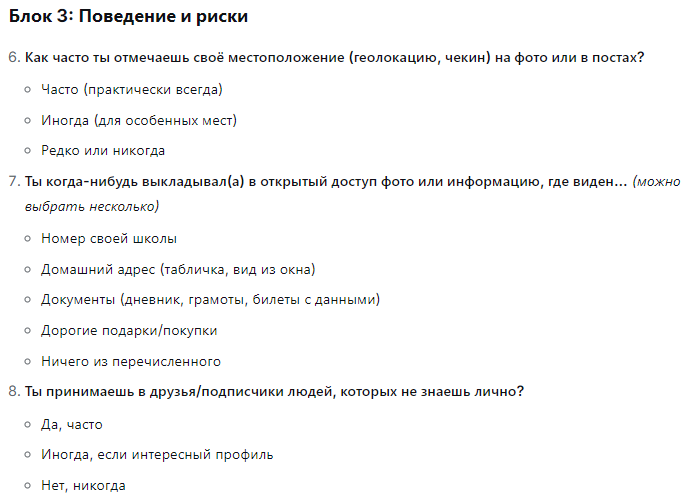 Блок 3: Поведение и риски
6. Как часто ты отмечаешь своё местоположение (геолокацию, чекин) на фото или в постах?
Часто (практически всегда)
Иногда (для особенных мест)
Редко или никогда
7. Ты когда-нибудь выкладывал(а) в открытый доступ фото или информацию, где виден... (можно
выбрать несколько)
Номер своей школы
Домашний адрес (табличка, вид из окна)
Документы (дневник, грамоты, билеты с данными)
Дорогие подарки/покупки
Ничего из перечисленного
8. Ты принимаешь в друзья/подписчики людей, которых не знаешь лично?
Да, часто
Иногда, если интересный профиль
Нет, никогда